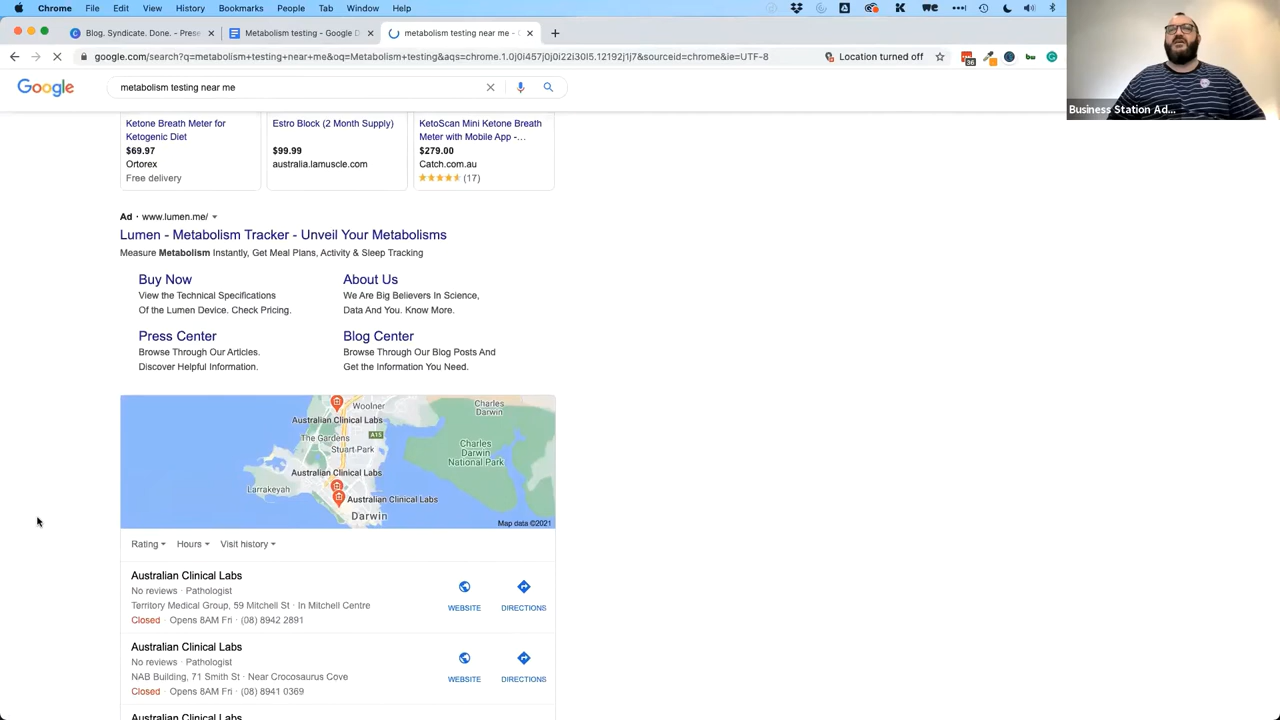 Chrome File Edit View History Bookmarks People Tab Window Help
Blog. Syndicate. Done. - Prese
Metabolism testing - Google D
metabolism testing near me -
google.com/search?q=metabolism+testing+near+me&oq=Metabolism+testing&aqs=chrome.1.0j0i457j0j0i22i30l5.12192j1j7&sourceid=chrome&ie=UTF-8
Location turned off
36
Google
metabolism testing near me
Ketone Breath Meter for
Ketogenic Diet
$69.97
Ortorex
Free delivery
Estro Block (2 Month Supply)
$99.99
australia.lamuscle.com
KetoScan Mini Ketone Breath
Meter with Mobile App -...
$279.00
Catch.com.au
(17)
Business Station Ad...
Ad · www.lumen.me/
Lumen - Metabolism Tracker - Unveil Your Metabolisms
Measure Metabolism Instantly, Get Meal Plans, Activity & Sleep Tracking
Buy Now
View the Technical Specifications
Of the Lumen Device. Check Pricing.
About Us
We Are Big Believers In Science,
Data And You. Know More.
Press Center
Browse Through Our Articles.
Discover Helpful Information.
Blog Center
Browse Through Our Blog Posts And
Get the Information You Need.
Woolner
Charles
Darwin
Australian Clinical Labs
The Gardens
A15
Stuart Park
Charles
Darwin
National Park
Australian Clinical Labs
Larrakeyah
Australian Clinical Labs
Darwin
Map data ©2021
Rating Hours Visit history
Australian Clinical Labs
No reviews · Pathologist
Territory Medical Group, 59 Mitchell St · In Mitchell Centre
Closed · Opens 8AM Fri · (08) 8942 2891
WEBSITE DIRECTIONS
Australian Clinical Labs
No reviews · Pathologist
NAB Building, 71 Smith St · Near Crocosaurus Cove
Closed · Opens 8AM Fri · (08) 8941 0369
WEBSITE DIRECTIONS
Australian Clinical Labs